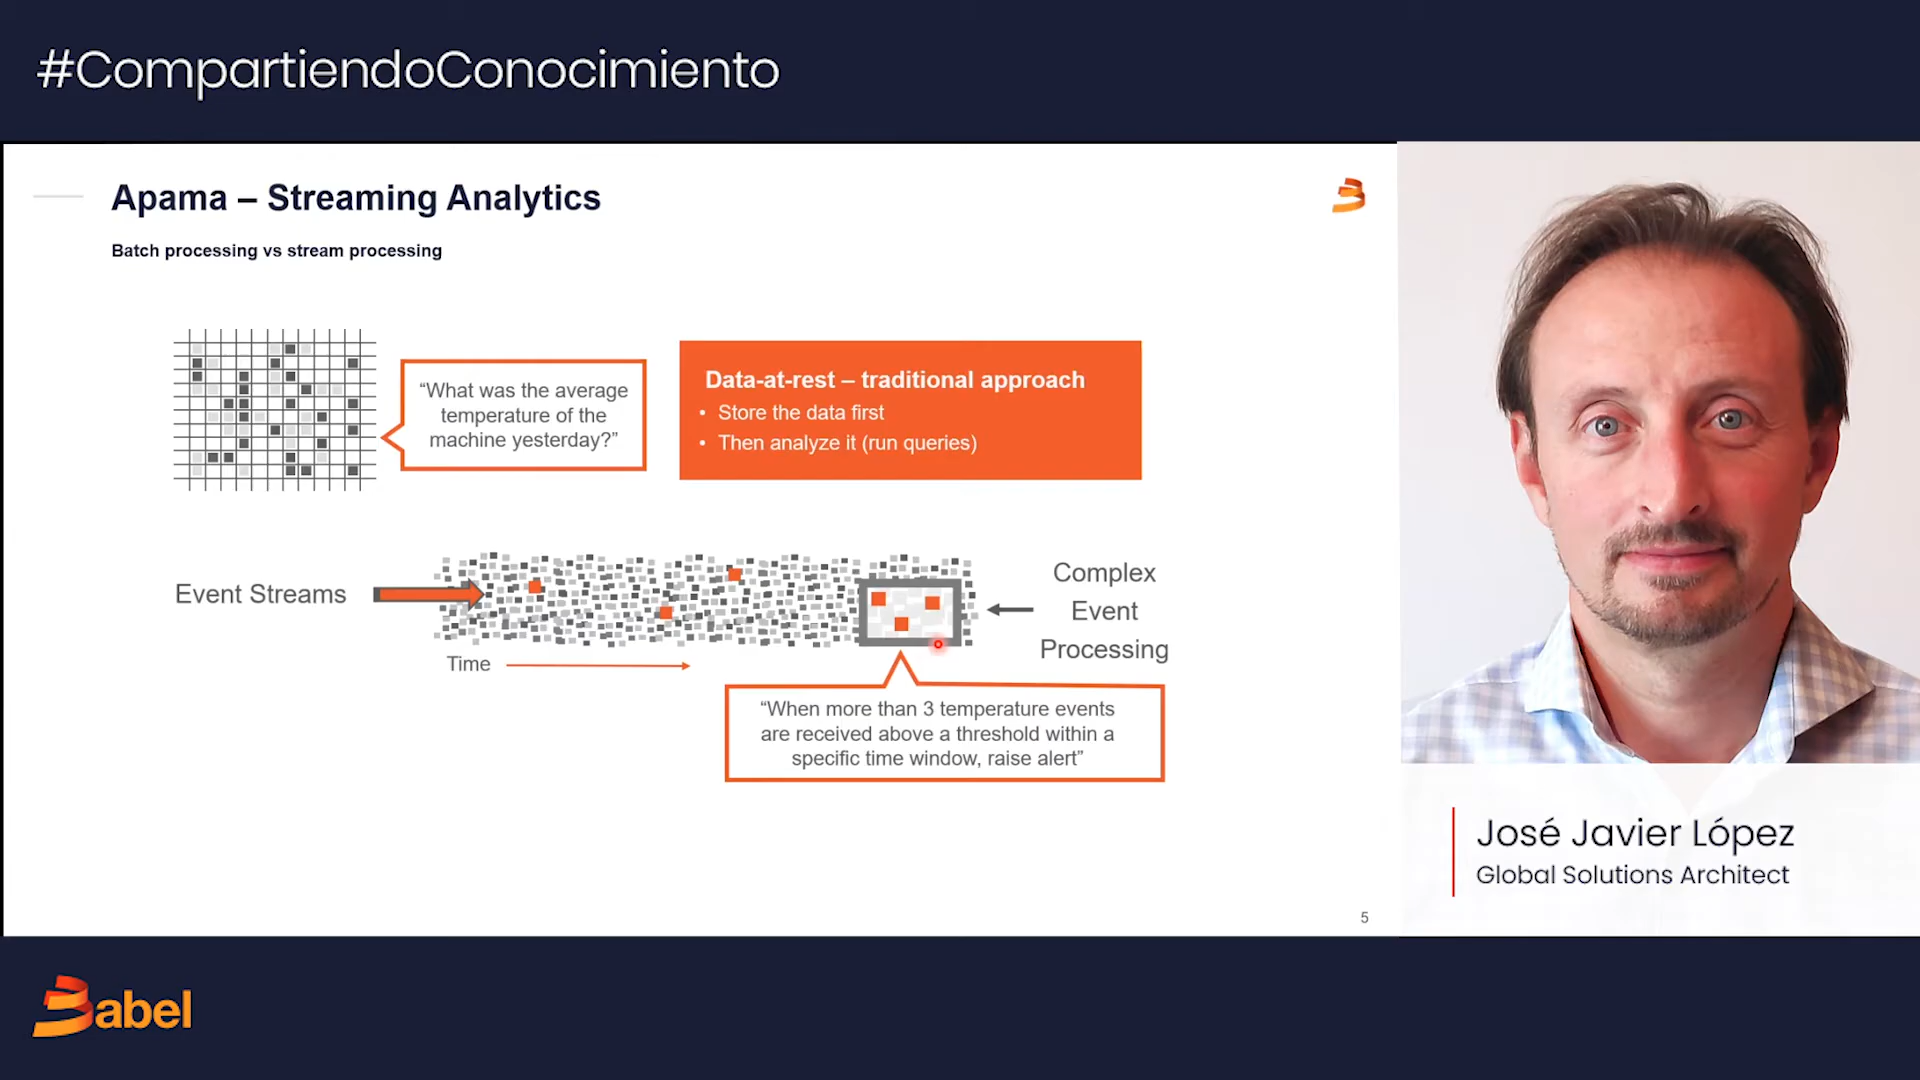 #CompartiendoConocimiento
Apama – Streaming Analytics
Batch processing vs stream processing
“What was the average
temperature of the
machine yesterday?”
Data-at-rest – traditional approach
• Store the data first
• Then analyze it (run queries)
Event Streams
Complex
Event
Processing
Time
“When more than 3 temperature events
are received above a threshold within a
specific time window, raise alert”
José Javier López
Global Solutions Architect
5
Babel